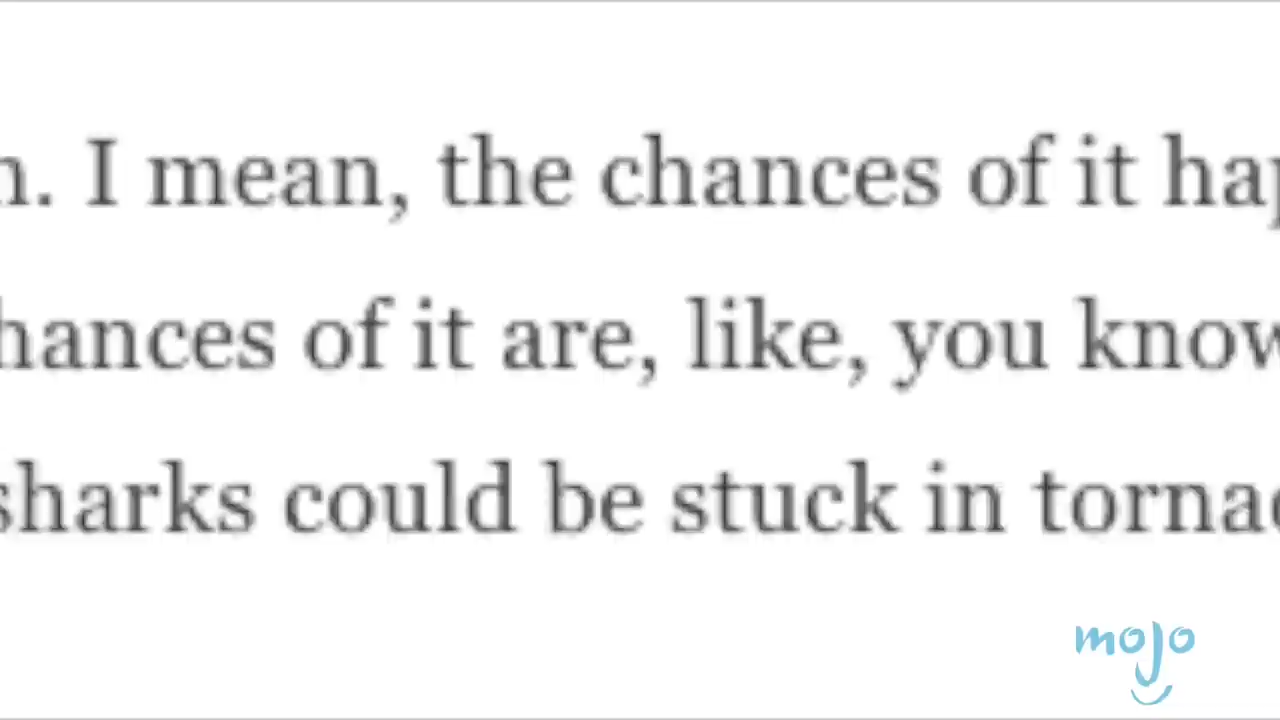 n. I mean, the chances of it hap
hances of it are, like, you know
sharks could be stuck in tornad
mojo